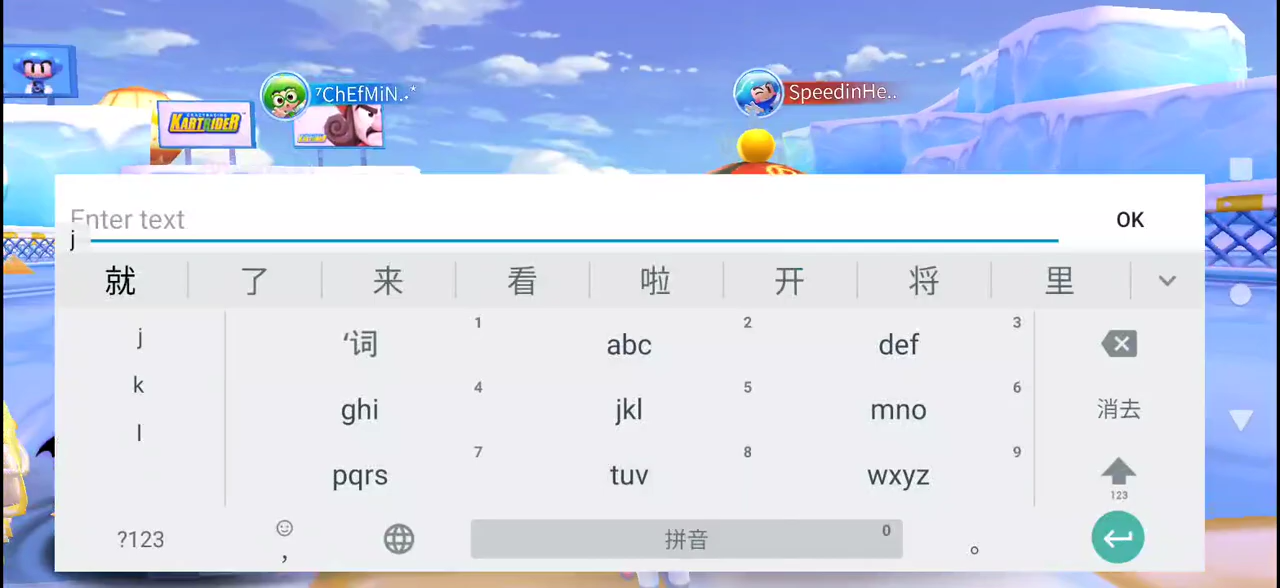 ⁷ChEfMiN.•*
SpeedinHe..
KARTRIDER
Enter text
OK
j
就 了 来 看 啦 开 将 里
j
k
l
‘词 1
abc 2
def 3
ghi 4
jkl 5
mno 6
消去
pqrs 7
tuv 8
wxyz 9
123
?123
,
拼音 0
。